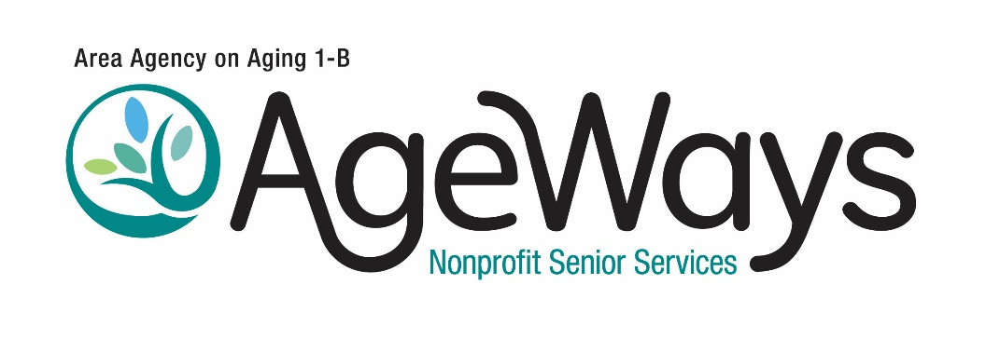 Area Agency on Aging 1-B
AgeWays
Nonprofit Senior Services